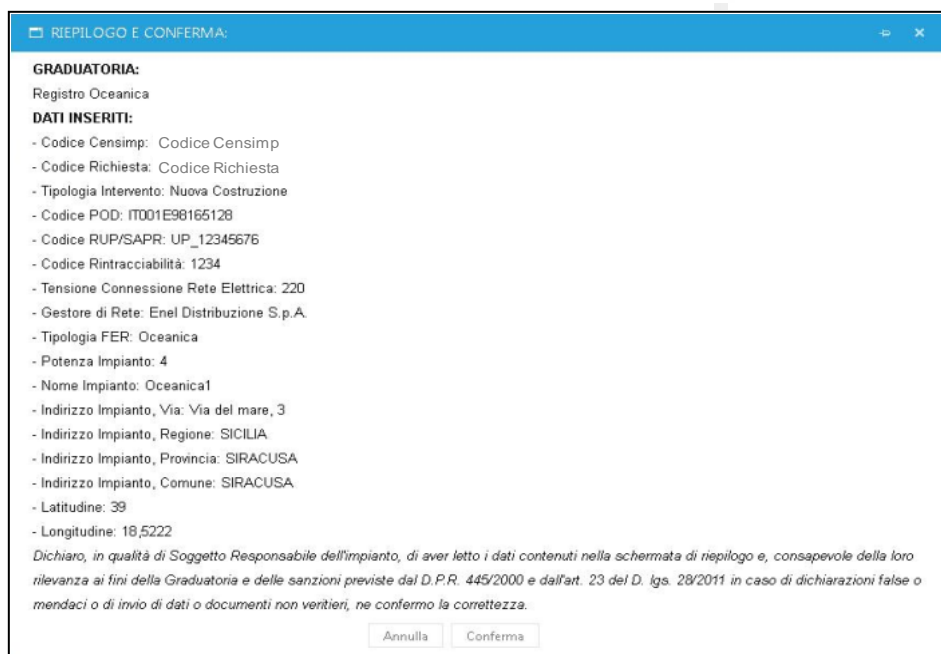 RIEPILOGO E CONFERMA:
GRADUATORIA:
Registro Oceanica
DATI INSERITI:
- Codice Censimp: Codice Censimp
- Codice Richiesta: Codice Richiesta
- Tipologia Intervento: Nuova Costruzione
- Codice POD: IT001E98165128
- Codice RUP/SAPR: UP_12345676
- Codice Rintracciabilità: 1234
- Tensione Connessione Rete Elettrica: 220
- Gestore di Rete: Enel Distribuzione S.p.A.
- Tipologia FER: Oceanica
- Potenza Impianto: 4
- Nome Impianto: Oceanica1
- Indirizzo Impianto, Via: Via del mare, 3
- Indirizzo Impianto, Regione: SICILIA
- Indirizzo Impianto, Provincia: SIRACUSA
- Indirizzo Impianto, Comune: SIRACUSA
- Latitudine: 39
- Longitudine: 18,5222
Dichiaro, in qualità di Soggetto Responsabile dell'impianto, di aver letto i dati contenuti nella schermata di riepilogo e, consapevole della loro
rilevanza ai fini della Graduatoria e delle sanzioni previste dal D.P.R. 445/2000 e dall'art. 23 del D. lgs. 28/2011 in caso di dichiarazioni false o
mendaci o di invio di dati o documenti non veritieri, ne confermo la correttezza.
Annulla Conferma